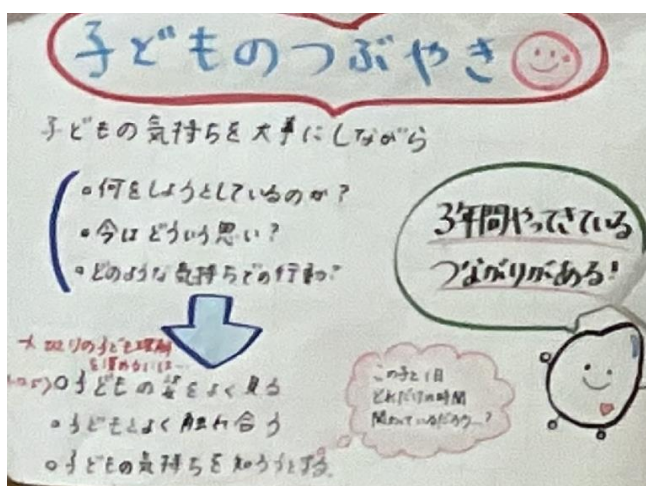 子どものつぶやき
子どもの気持ちを大事にしながら
・何をしようとしているのか?
・今はどういう思い?
・どのような気持ちでの行動?
3年間やってきている
つながりがある!
りの子ども理解
○子どもの姿をよく見る
・子どもとよく触れ合う
○子どもの気持ちを知ろうとする
この子と1日
どれだけの時間
関わっているだろう…?